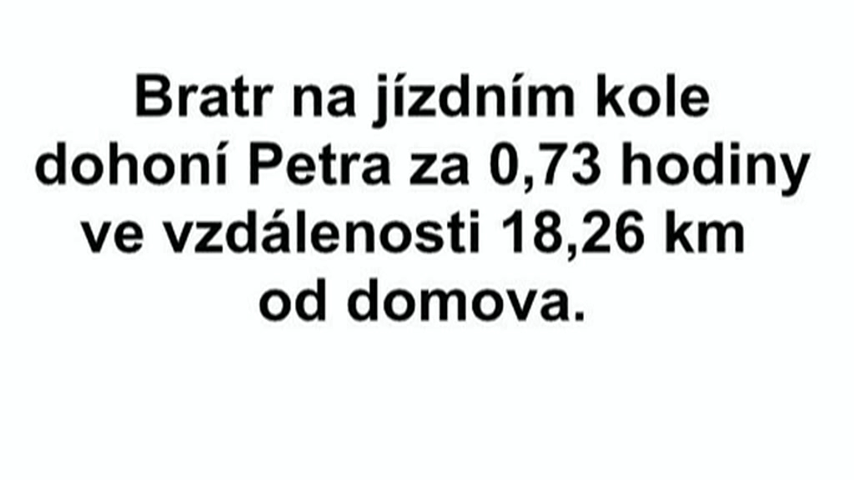 Bratr na jízdním kole
dohoní Petra za 0,73 hodiny
ve vzdálenosti 18,26 km
od domova.